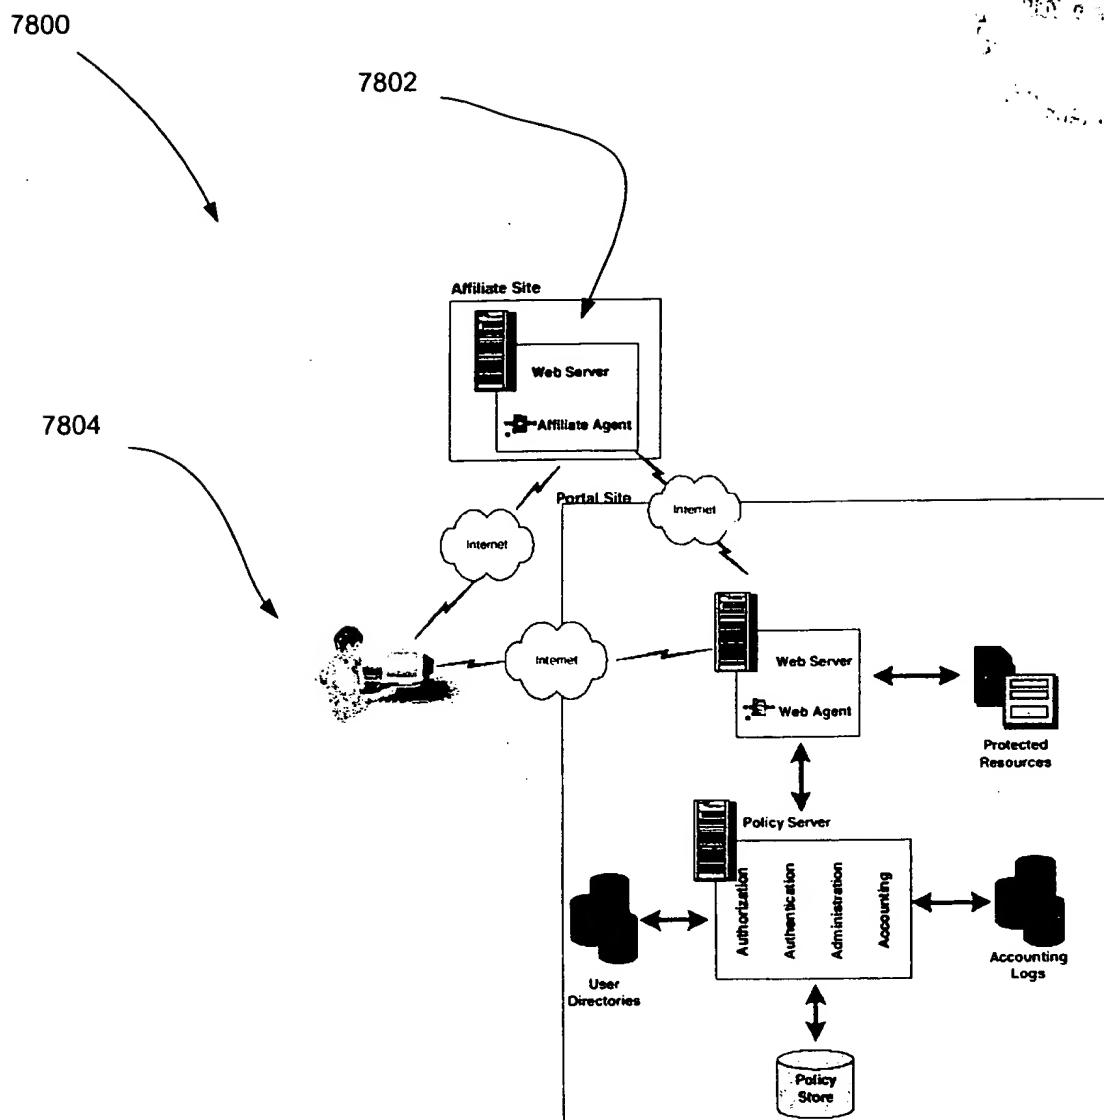 7800
7802
Affiliate Site
Web Server
Affiliate Agent
7804
Portal Site
Internet
Internet
Internet
Web Server
Web Agent
Protected
Resources
Policy Server
Authorization
Authentication
Administration
Accounting
User
Directories
Accounting
Logs
Policy
Store